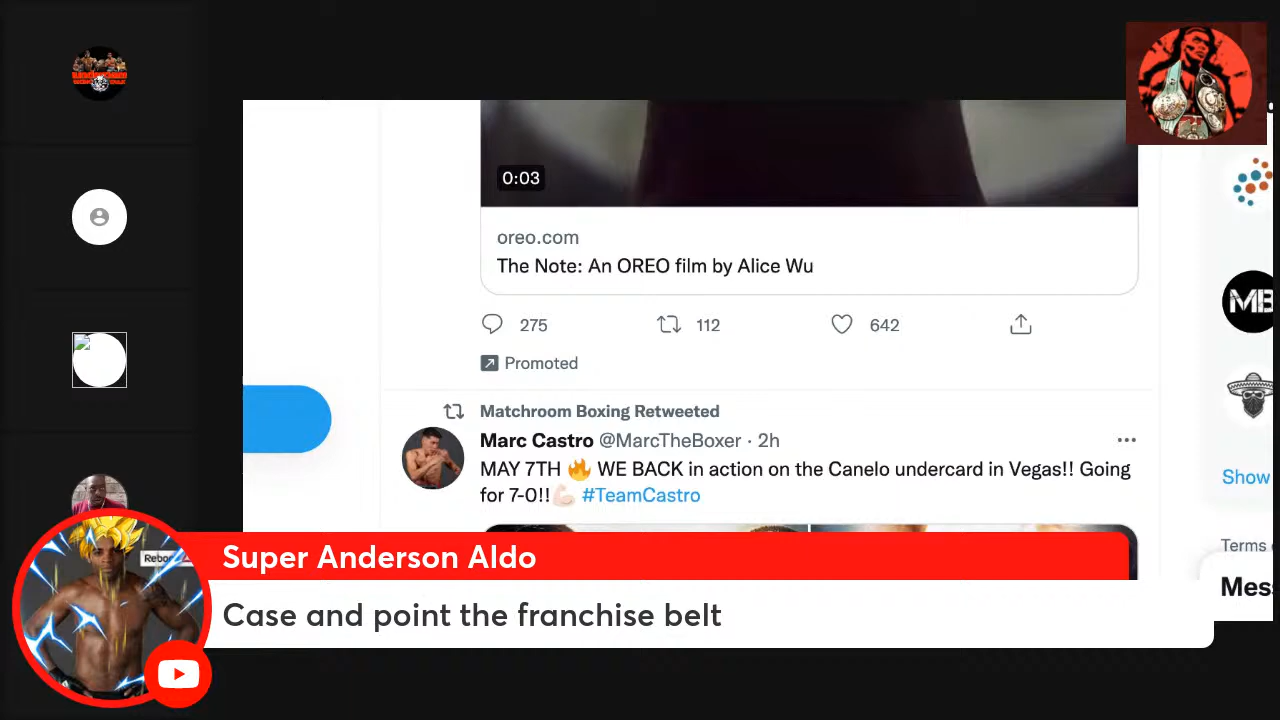 0:03
oreo.com
The Note: An OREO film by Alice Wu
275 112 642
Promoted
Matchroom Boxing Retweeted
Marc Castro @MarcTheBoxer · 2h
MAY 7TH 🔥 WE BACK in action on the Canelo undercard in Vegas!! Going
for 7-0!!💪🏻 #TeamCastro
MB
Show
Terms
Mes
Super Anderson Aldo
Case and point the franchise belt